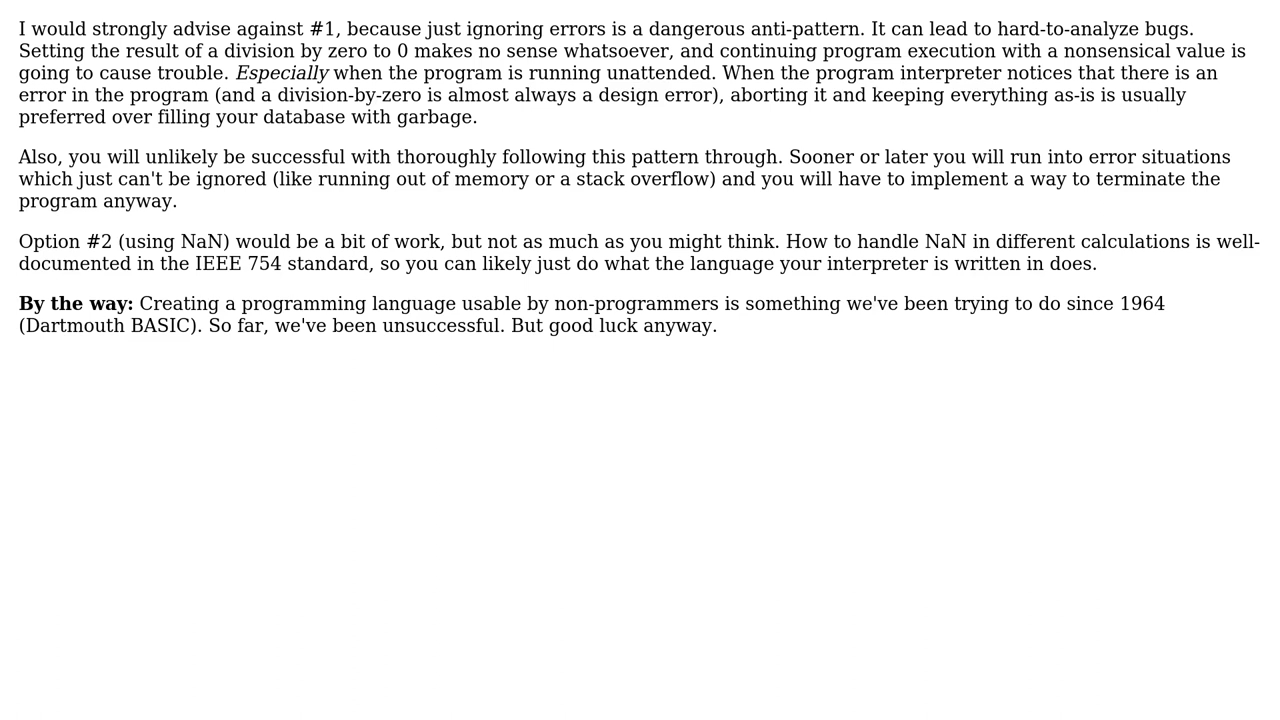 I would strongly advise against #1, because just ignoring errors is a dangerous anti-pattern. It can lead to hard-to-analyze bugs.
Setting the result of a division by zero to 0 makes no sense whatsoever, and continuing program execution with a nonsensical value is
going to cause trouble. Especially when the program is running unattended. When the program interpreter notices that there is an
error in the program (and a division-by-zero is almost always a design error), aborting it and keeping everything as-is is usually
preferred over filling your database with garbage.
Also, you will unlikely be successful with thoroughly following this pattern through. Sooner or later you will run into error situations
which just can't be ignored (like running out of memory or a stack overflow) and you will have to implement a way to terminate the
program anyway.
Option #2 (using NaN) would be a bit of work, but not as much as you might think. How to handle NaN in different calculations is well-
documented in the IEEE 754 standard, so you can likely just do what the language your interpreter is written in does.
By the way: Creating a programming language usable by non-programmers is something we've been trying to do since 1964
(Dartmouth BASIC). So far, we've been unsuccessful. But good luck anyway.